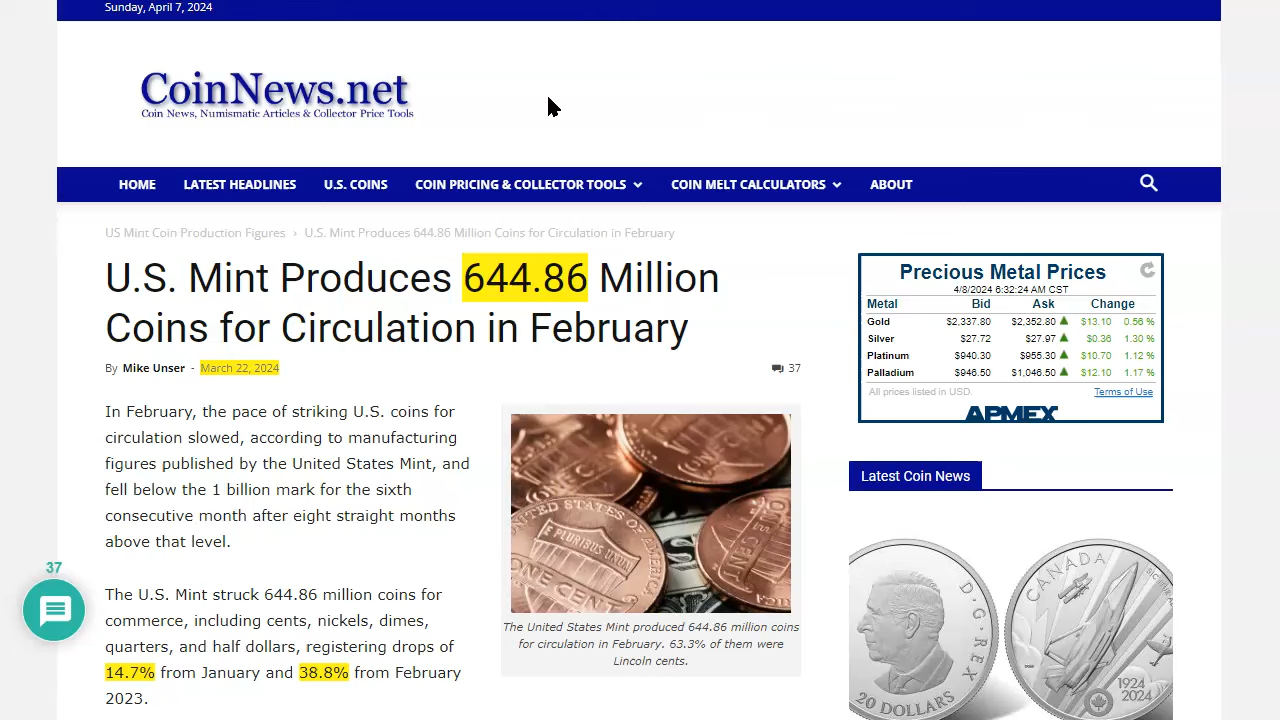 Sunday, April 7, 2024
CoinNews.net
Coin News, Numismatic Articles & Collector Price Tools
HOME LATEST HEADLINES U.S. COINS COIN PRICING & COLLECTOR TOOLS COIN MELT CALCULATORS ABOUT
US Mint Coin Production Figures › U.S. Mint Produces 644.86 Million Coins for Circulation in February
U.S. Mint Produces 644.86 Million
Coins for Circulation in February
By Mike Unser - March 22, 2024 37
In February, the pace of striking U.S. coins for
circulation slowed, according to manufacturing
figures published by the United States Mint, and
fell below the 1 billion mark for the sixth
consecutive month after eight straight months
above that level.
The U.S. Mint struck 644.86 million coins for
commerce, including cents, nickels, dimes,
quarters, and half dollars, registering drops of
14.7% from January and 38.8% from February
2023.
37
UNITED STATES OF AMERICA
E PLURIBUS UNUM
ONE CENT
The United States Mint produced 644.86 million coins
for circulation in February. 63.3% of them were
Lincoln cents.
Precious Metal Prices
4/8/2024 6:32:24 AM CST
Metal Bid Ask Change
Gold $2,337.80 $2,352.80 $13.10 0.56 %
Silver $27.72 $27.97 $0.36 1.30 %
Platinum $940.30 $955.30 $10.70 1.12 %
Palladium $946.50 $1,046.50 $12.10 1.17 %
All prices listed in USD. Terms of Use
APMEX
Latest Coin News
D·G·REX
20 DOLLARS
CANADA
1924
2024